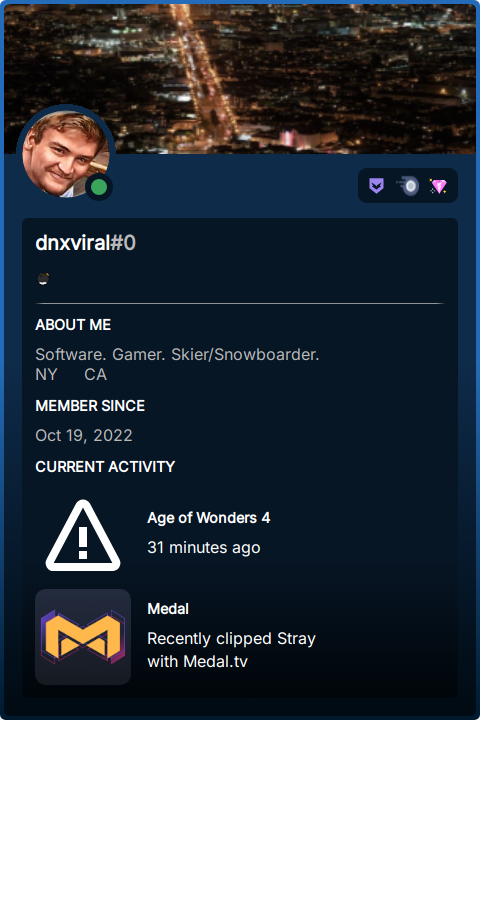 dnxviral#0
ABOUT ME
Software. Gamer. Skier/Snowboarder.
NY CA
MEMBER SINCE
Oct 19, 2022
CURRENT ACTIVITY
Age of Wonders 4
31 minutes ago
Medal
Recently clipped Stray
with Medal.tv